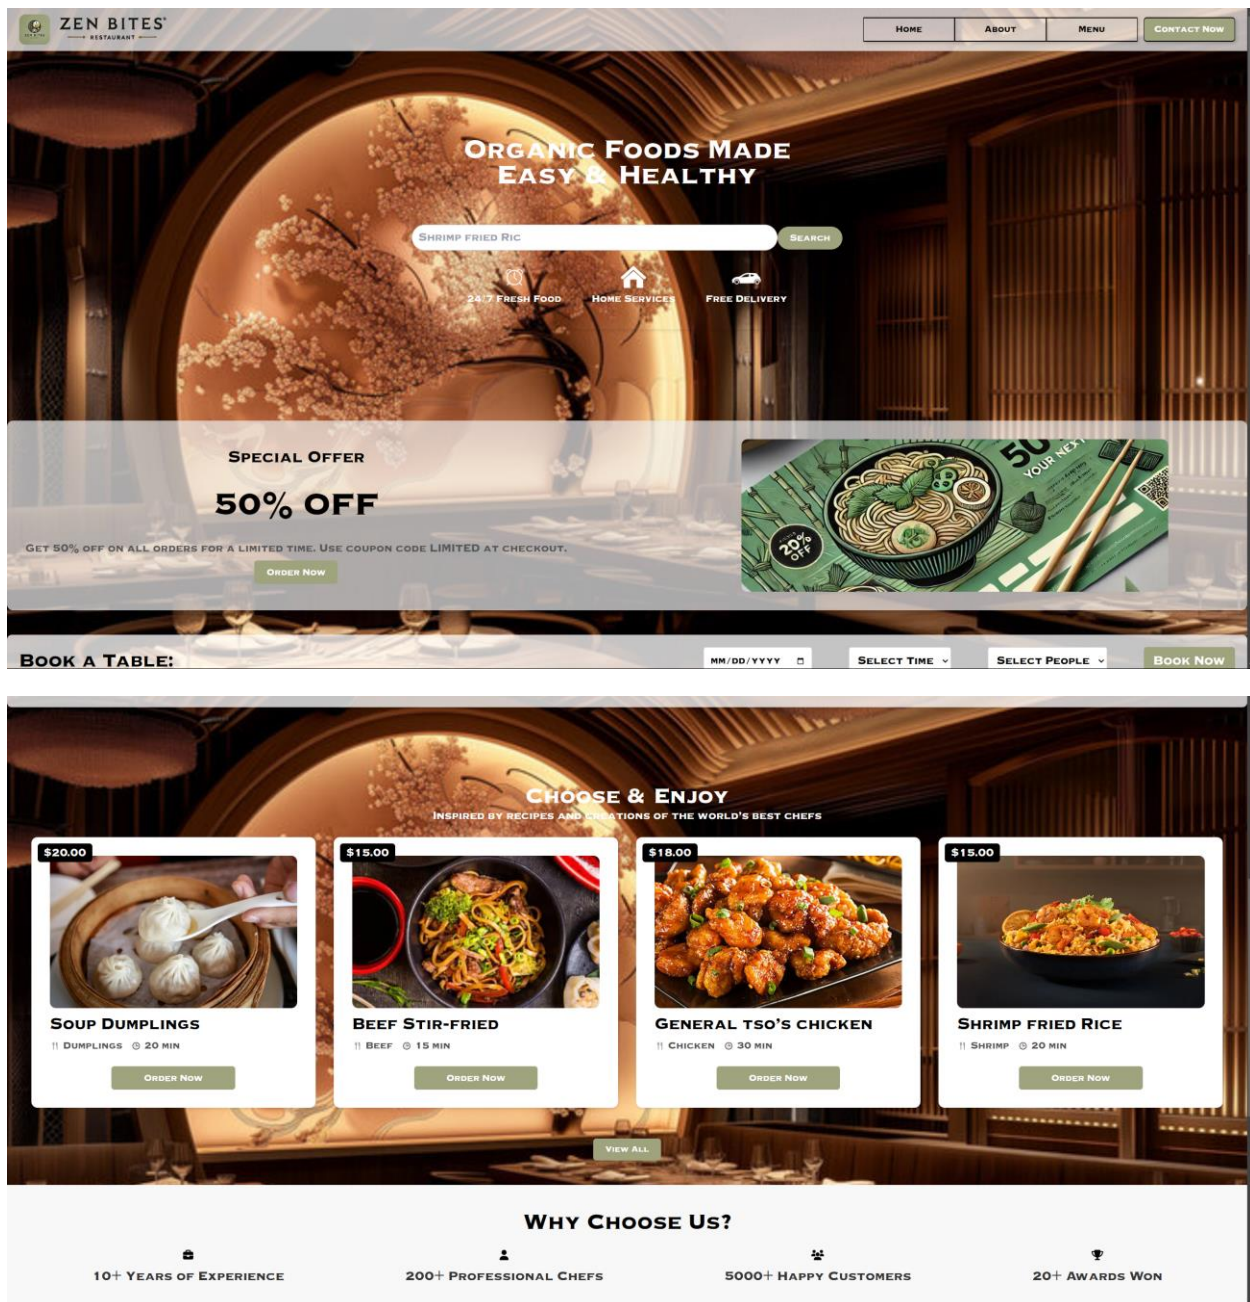 ZEN BITES
RESTAURANT
Home
About
Menu
Contact Now
Organic Foods Made
Easy & Healthy
Shrimp fried Ric
Search
24/7 Fresh Food
Home Services
Free Delivery
Special Offer
50% OFF
Get 50% off on all orders for a limited time. Use coupon code LIMITED at checkout.
Order Now
50
YOUR NEXT
20%
OFF
Book a Table:
MM/DD/YYYY
Select Time
Select People
Book Now
Choose & Enjoy
Inspired by recipes and creations of the world's best chefs
$20.00
$15.00
$18.00
$15.00
Soup Dumplings
Beef Stir-fried
General tso's chicken
Shrimp fried Rice
Dumplings 20 min
Beef 15 min
Chicken 30 min
Shrimp 20 min
Order Now
Order Now
Order Now
Order Now
View All
Why Choose Us?
10+ Years of Experience
200+ Professional Chefs
5000+ Happy Customers
20+ Awards Won